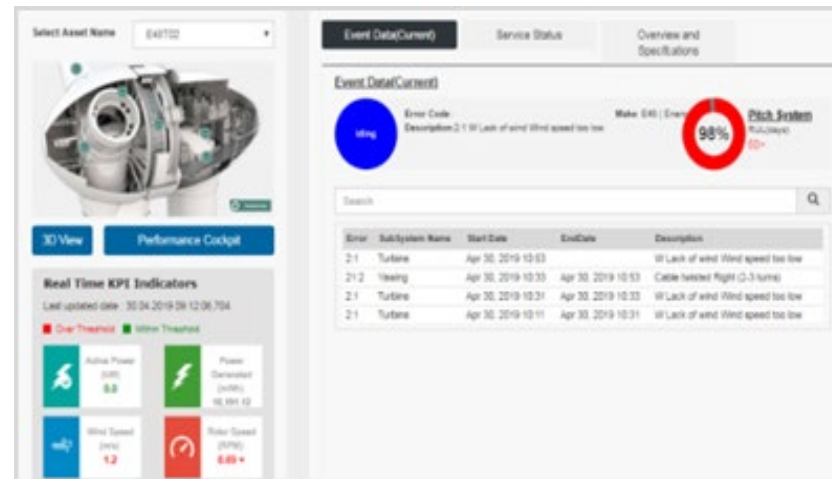 Select Asset Name
Event Data(Current)
Service Status
Overview and
Specifications
Event Data(Current)
Idling
Error Code
Description 2:1 W Lack of wind Wind speed too low
Make
98%
Pitch System
RUL(days)
60+
3D View
Performance Cockpit
Search
Error SubSystem Name Start Date EndDate Description
2:1 Turbine Apr 30, 2019 10:53 W Lack of wind Wind speed too low
21:2 Yawing Apr 30, 2019 10:33 Apr 30, 2019 10:53 Cable twisted Right (2-3 turns)
2:1 Turbine Apr 30, 2019 10:31 Apr 30, 2019 10:33 W Lack of wind Wind speed too low
2:1 Turbine Apr 30, 2019 10:11 Apr 30, 2019 10:31 W Lack of wind Wind speed too low
Real Time KPI Indicators
Last updated date : 30.04.2019 09:12:06,704
Over Threshold Within Threshold
Active Power
(kW)
0.0
Power
Generated
Wind Speed
(m/s)
1.2
Rotor Speed
(RPM)